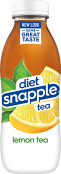 NEW LOOK
SAME
GREAT
TASTE
diet
snapple
tea
lemon tea